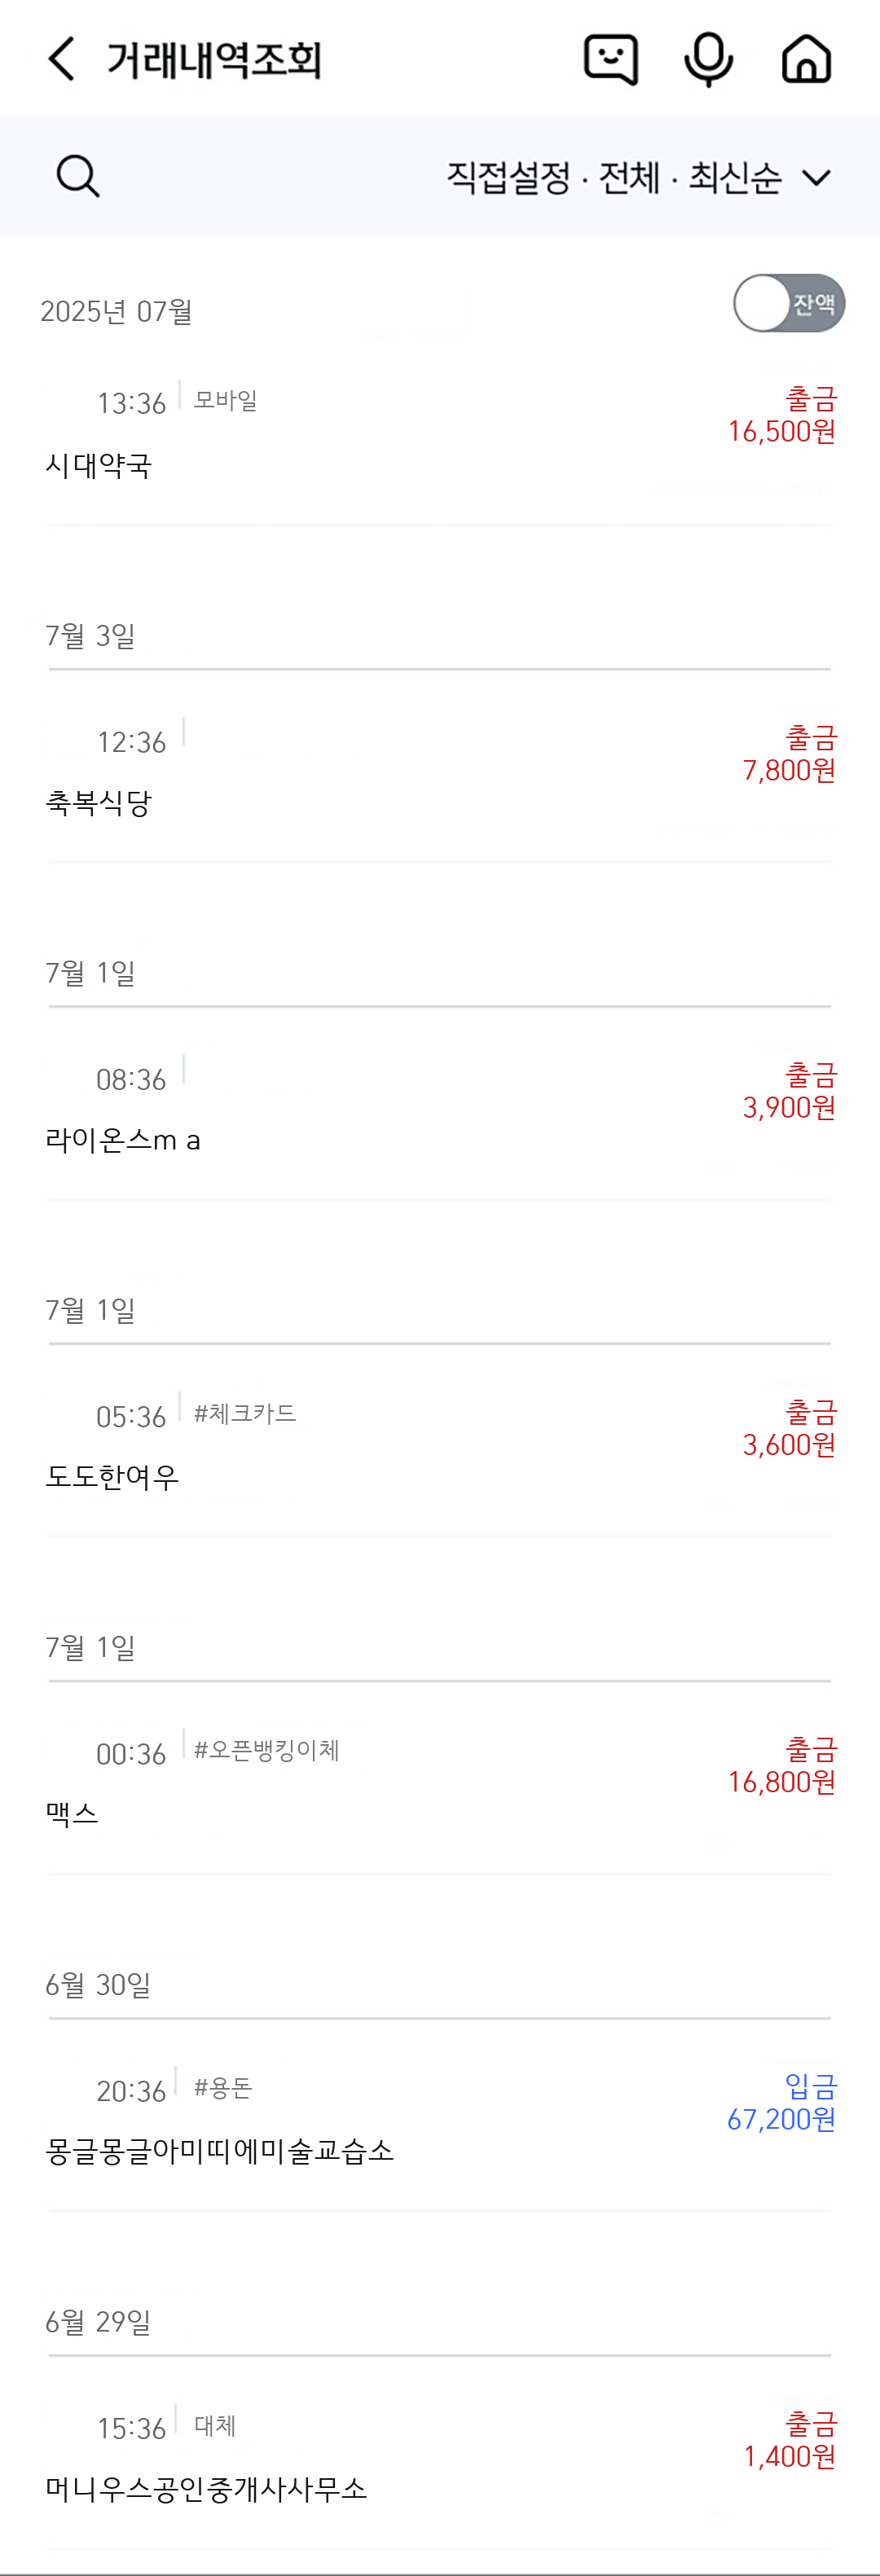 거래내역조회
직접설정 · 전체 · 최신순
2025년 07월
잔액
13:36 모바일
출금
16,500원
시대약국
7월 3일
12:36
출금
7,800원
축복식당
7월 1일
08:36
출금
3,900원
라이온스m a
7월 1일
05:36 #체크카드
출금
3,600원
도도한여우
7월 1일
00:36 #오픈뱅킹이체
출금
16,800원
맥스
6월 30일
20:36 #용돈
입금
67,200원
몽글몽글아미띠에미술교습소
6월 29일
15:36 대체
출금
1,400원
머니우스공인중개사사무소